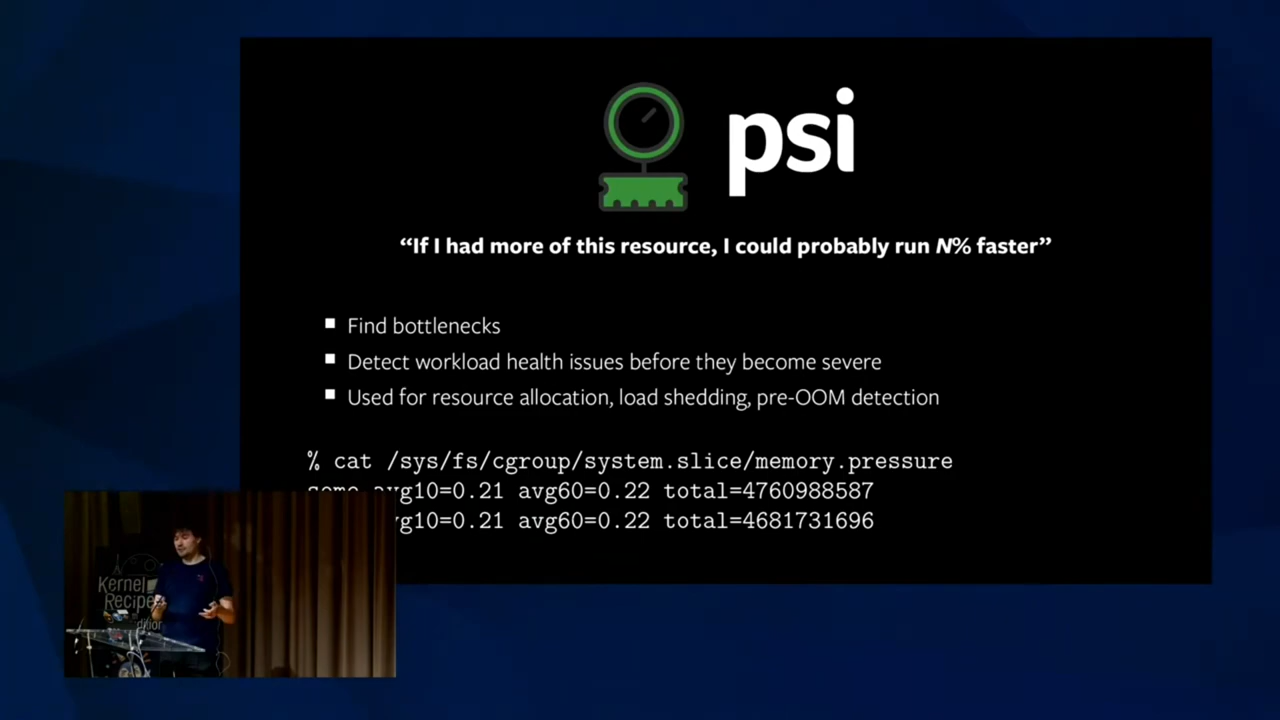 psi
“If I had more of this resource, I could probably run N% faster”
Find bottlenecks
Detect workload health issues before they become severe
Used for resource allocation, load shedding, pre-OOM detection
% cat /sys/fs/cgroup/system.slice/memory.pressure
some avg10=0.21 avg60=0.22 total=4760988587
avg10=0.21 avg60=0.22 total=4681731696
Kernel
Recipes